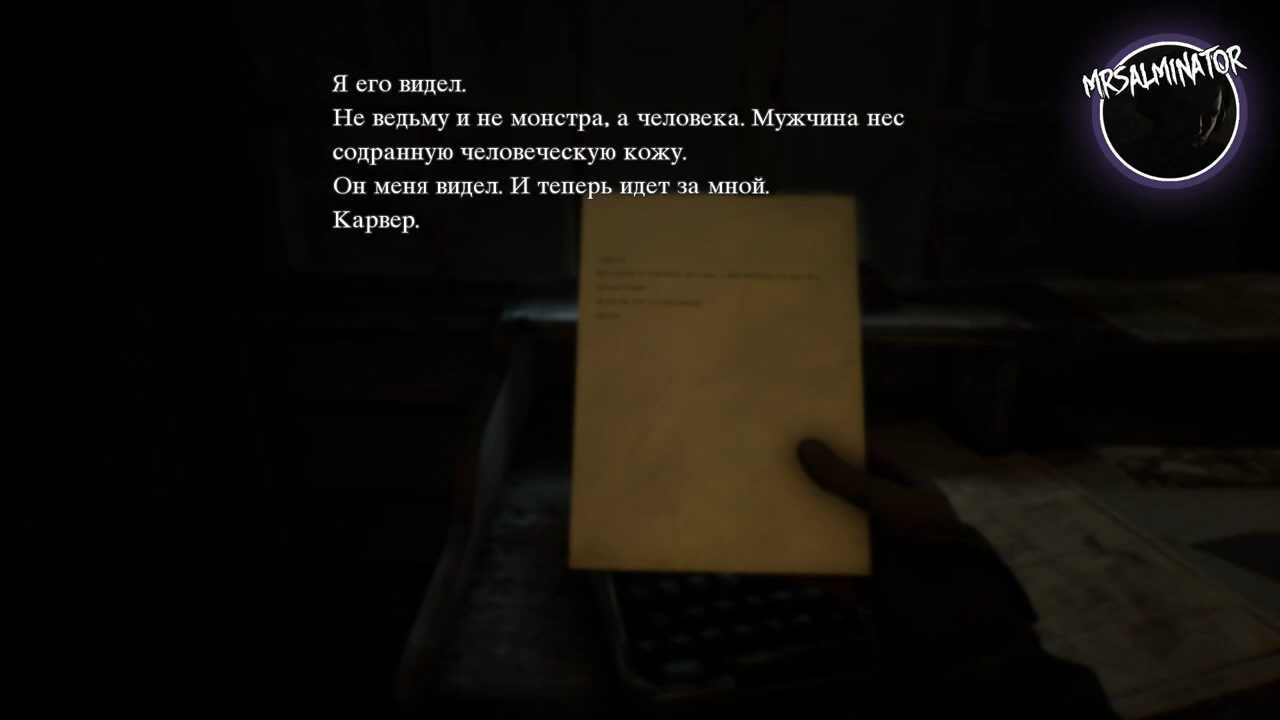 Я его видел.
Не ведьму и не монстра, а человека. Мужчина нес
содранную человеческую кожу.
Он меня видел. И теперь идет за мной.
Карвер.
MRSALMINATOR